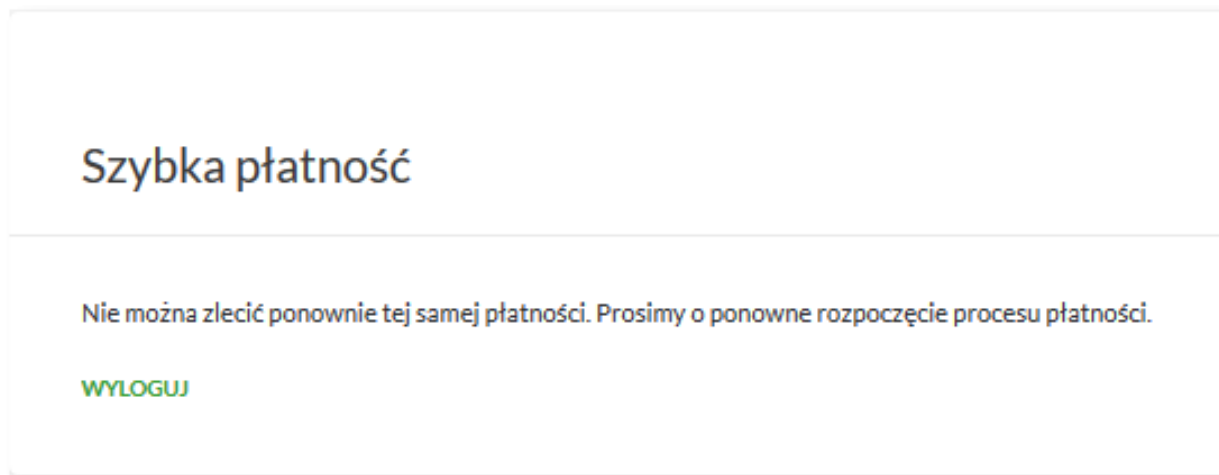 Szybka płatność
Nie można zlecić ponownie tej samej płatności. Prosimy o ponowne rozpoczęcie procesu płatności.
WYLOGUJ